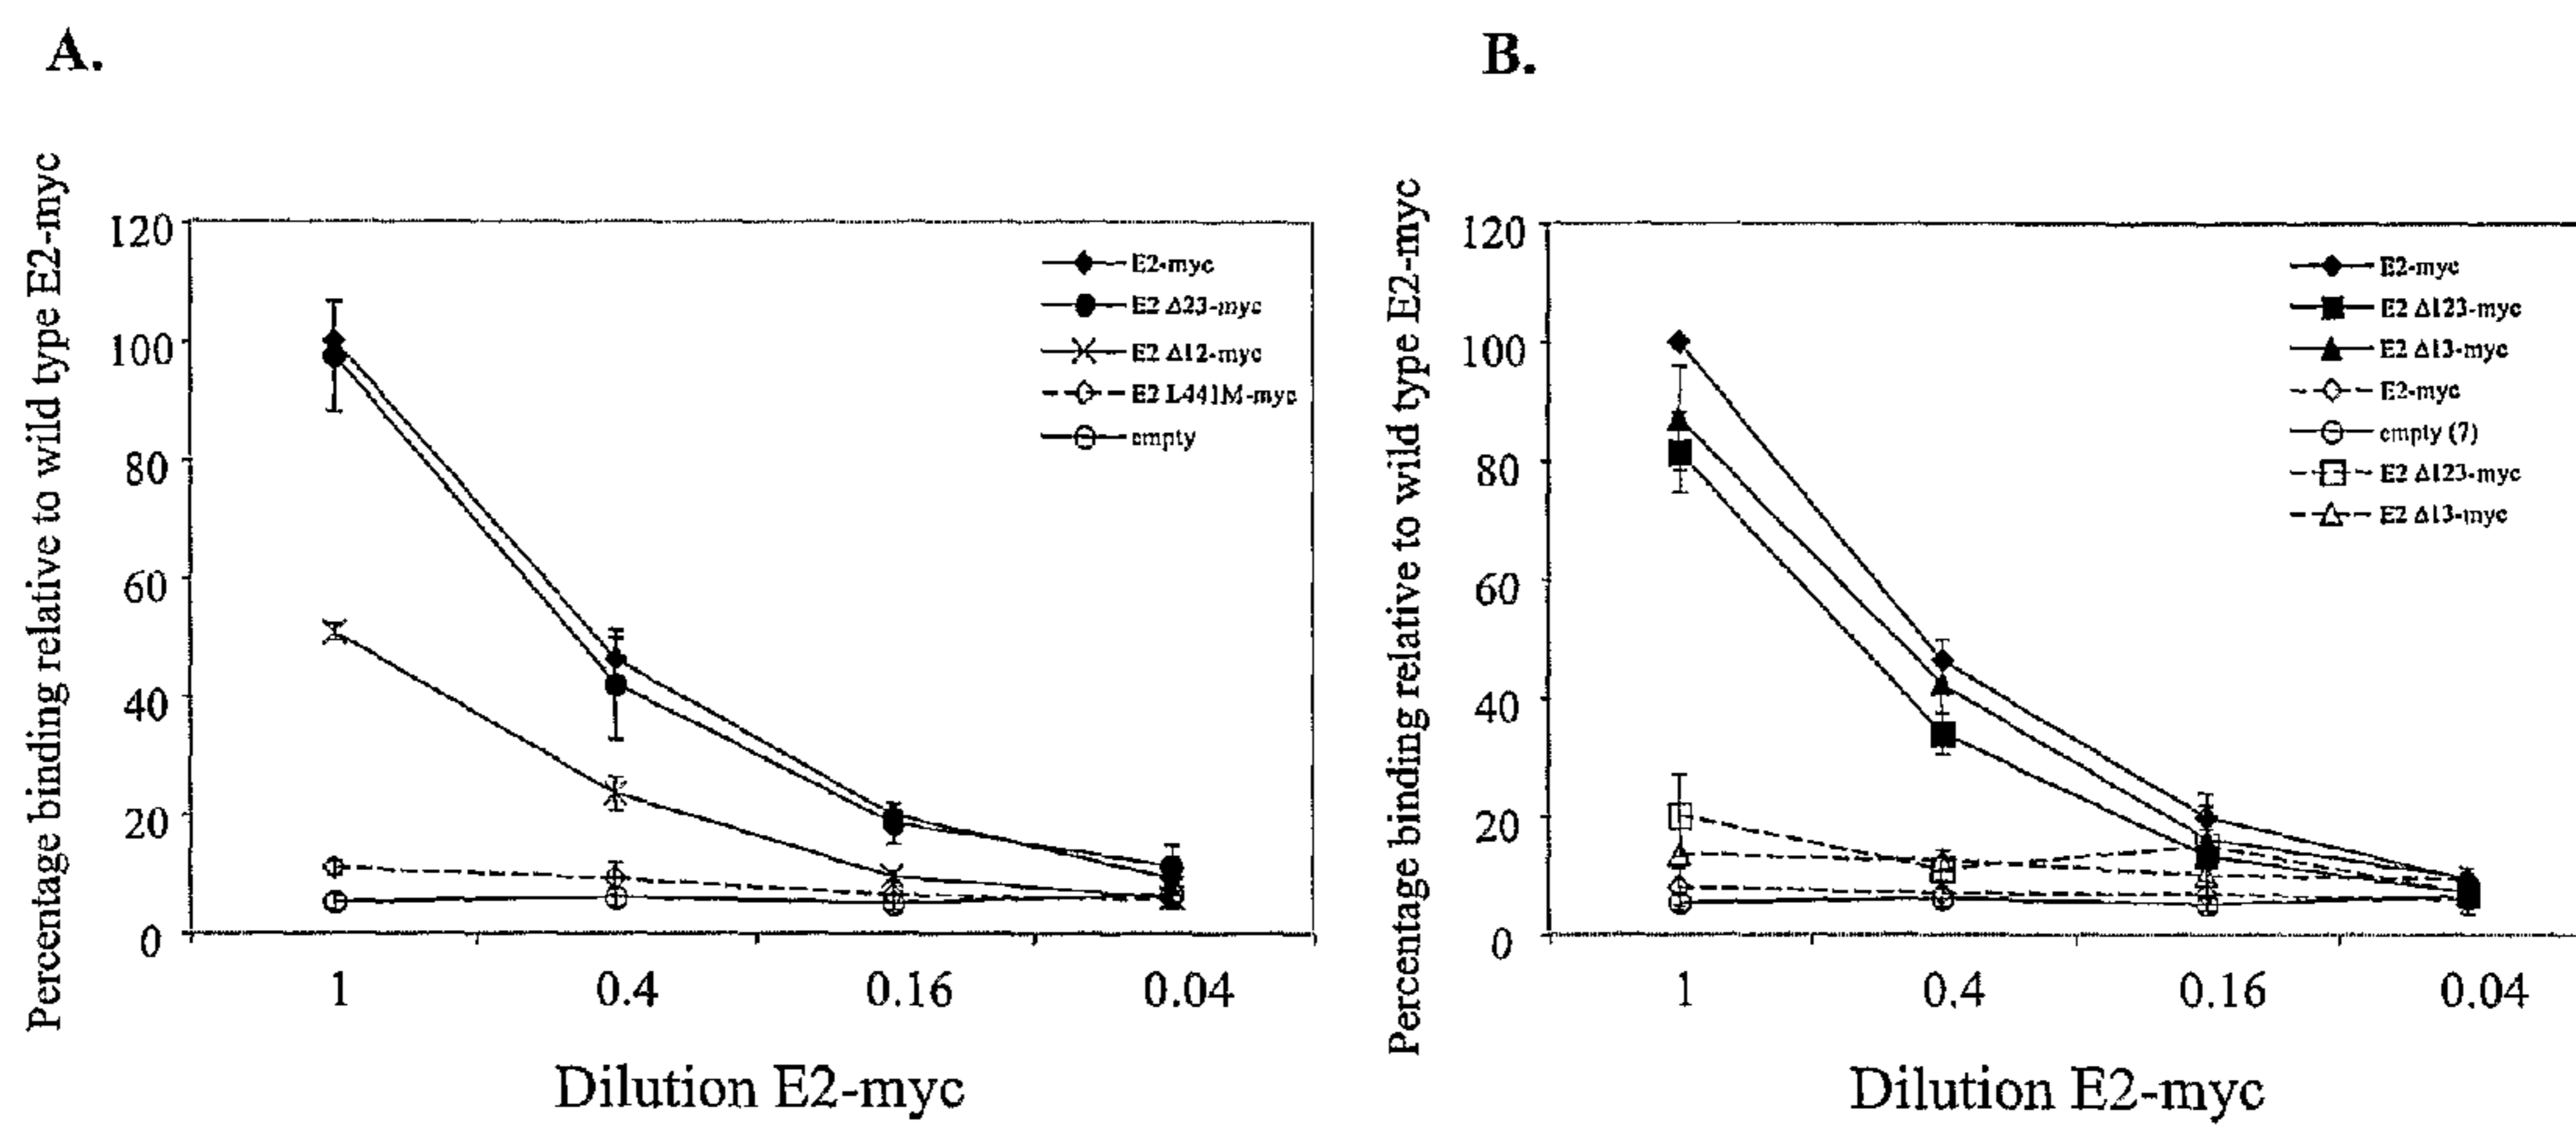 A.
Percentage binding relative to wild type E2-myc
120
100
80
60
40
20
0
E2-myc
E2 Δ23-myc
E2 Δ12-myc
E2 L441M-myc
empty
1 0.4 0.16 0.04
Dilution E2-myc
B.
Percentage binding relative to wild type E2-myc
120
100
80
60
40
20
0
E2-myc
E2 Δ123-myc
E2 Δ13-myc
E2-myc
empty (7)
E2 Δ123-myc
E2 Δ13-myc
1 0.4 0.16 0.04
Dilution E2-myc